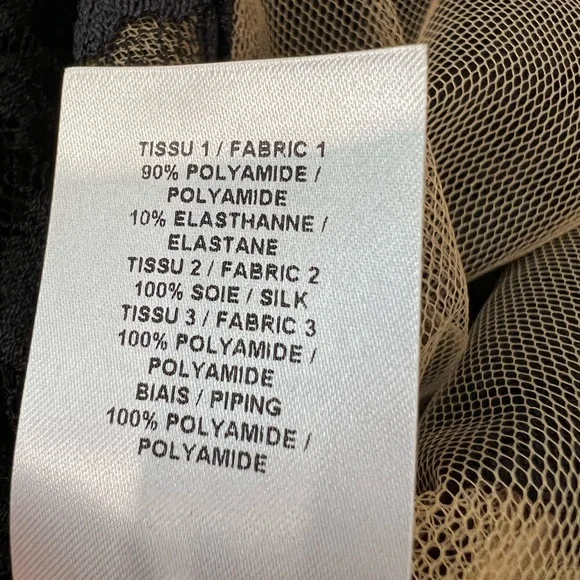 TISSU 1 / FABRIC 1
90% POLYAMIDE /
POLYAMIDE
10% ELASTHANNE /
ELASTANE
TISSU 2 / FABRIC 2
100% SOIE / SILK
TISSU 3 / FABRIC 3
100% POLYAMIDE /
POLYAMIDE
BIAIS / PIPING
100% POLYAMIDE /
POLYAMIDE